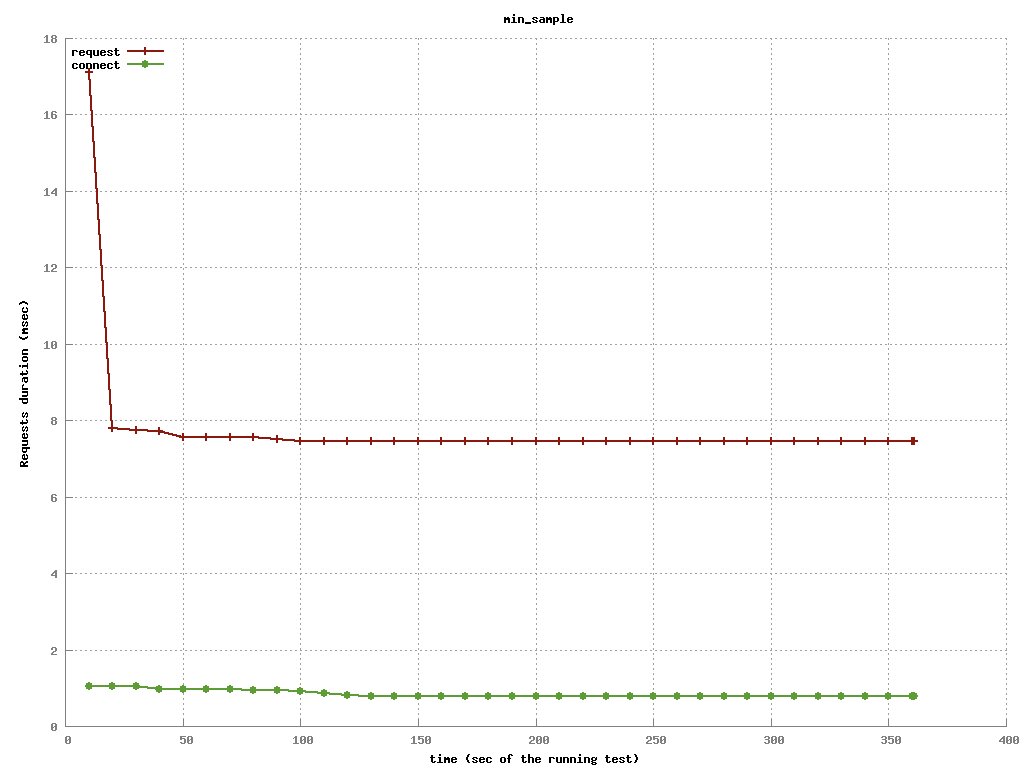 min_sample
18
request
connect
16
14
12
10
8
6
4
2
0
Requests duration (msec)
0 50 100 150 200 250 300 350 400
time (sec of the running test)